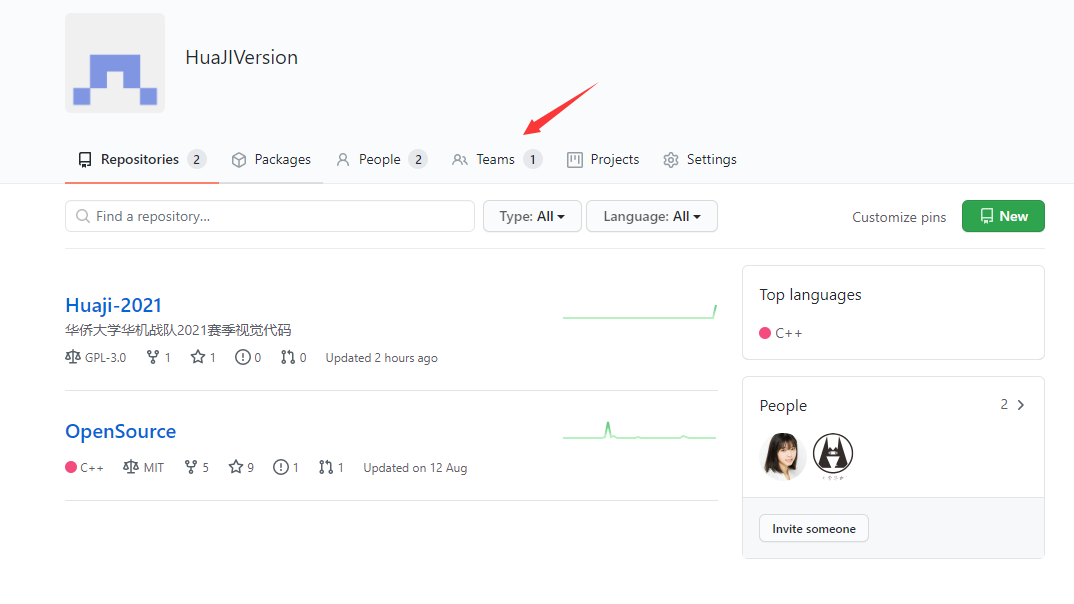 HuaJIVersion
Repositories 2 Packages People 2 Teams 1 Projects Settings
Find a repository... Type: All Language: All Customize pins New
Huaji-2021
华侨大学华机战队2021赛季视觉代码
GPL-3.0 1 1 0 0 Updated 2 hours ago
OpenSource
C++ MIT 5 9 1 1 Updated on 12 Aug
Top languages
C++
People 2
Invite someone